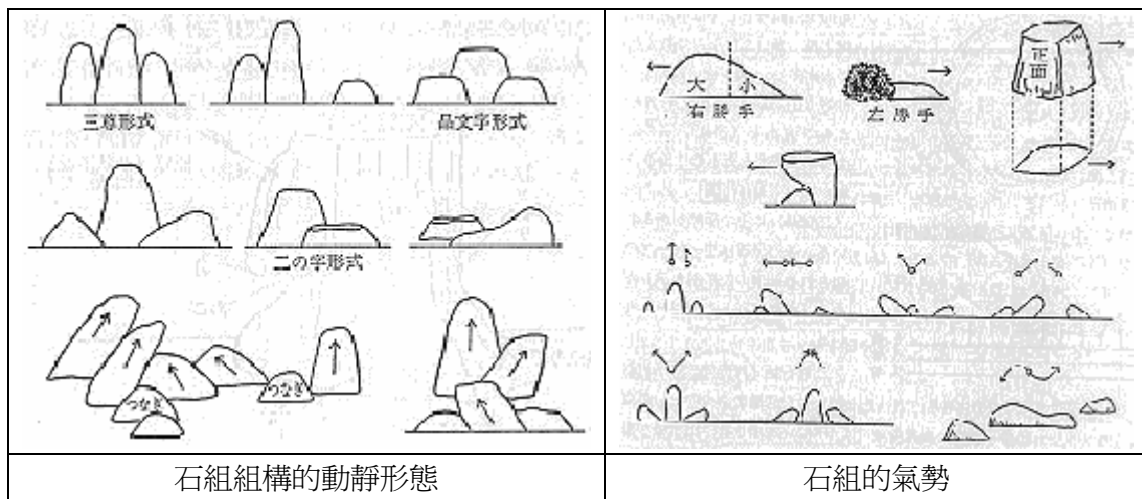 三尊形式
品文字形式
二の字形式
つなぎ
つなぎ
石組組構的動靜形態
大 小
右勝手
左勝手
正面
石組的氣勢